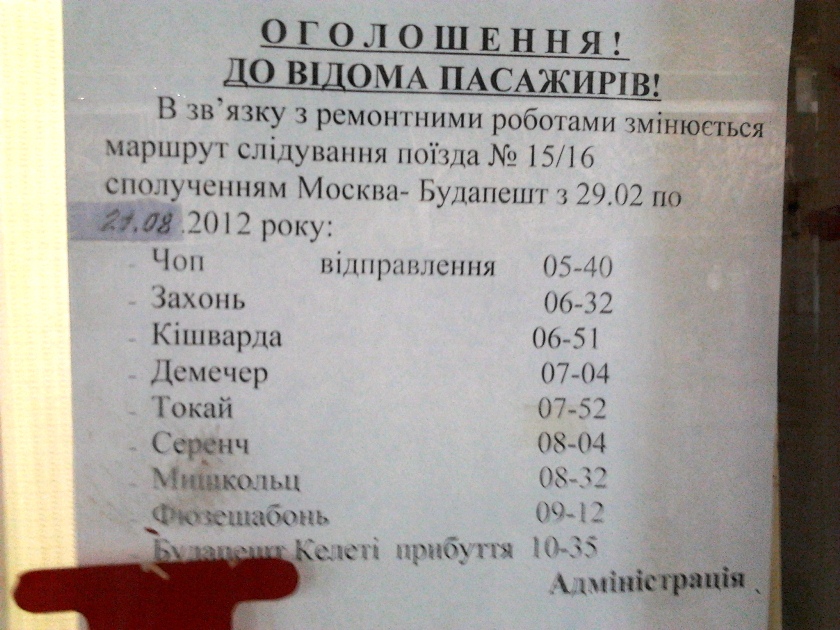 ОГОЛОШЕННЯ!
ДО ВІДОМА ПАСАЖИРІВ!
В зв’язку з ремонтними роботами змінюється
маршрут слідування поїзда № 15/16
сполученням Москва- Будапешт з 29.02 по
21.08.2012 року:
- Чоп відправлення 05-40
- Захонь 06-32
- Кішварда 06-51
- Демечер 07-04
- Токай 07-52
- Серенч 08-04
- Мишкольц 08-32
- Фюзешабонь 09-12
Будапешт Келеті прибуття 10-35
Адміністрація